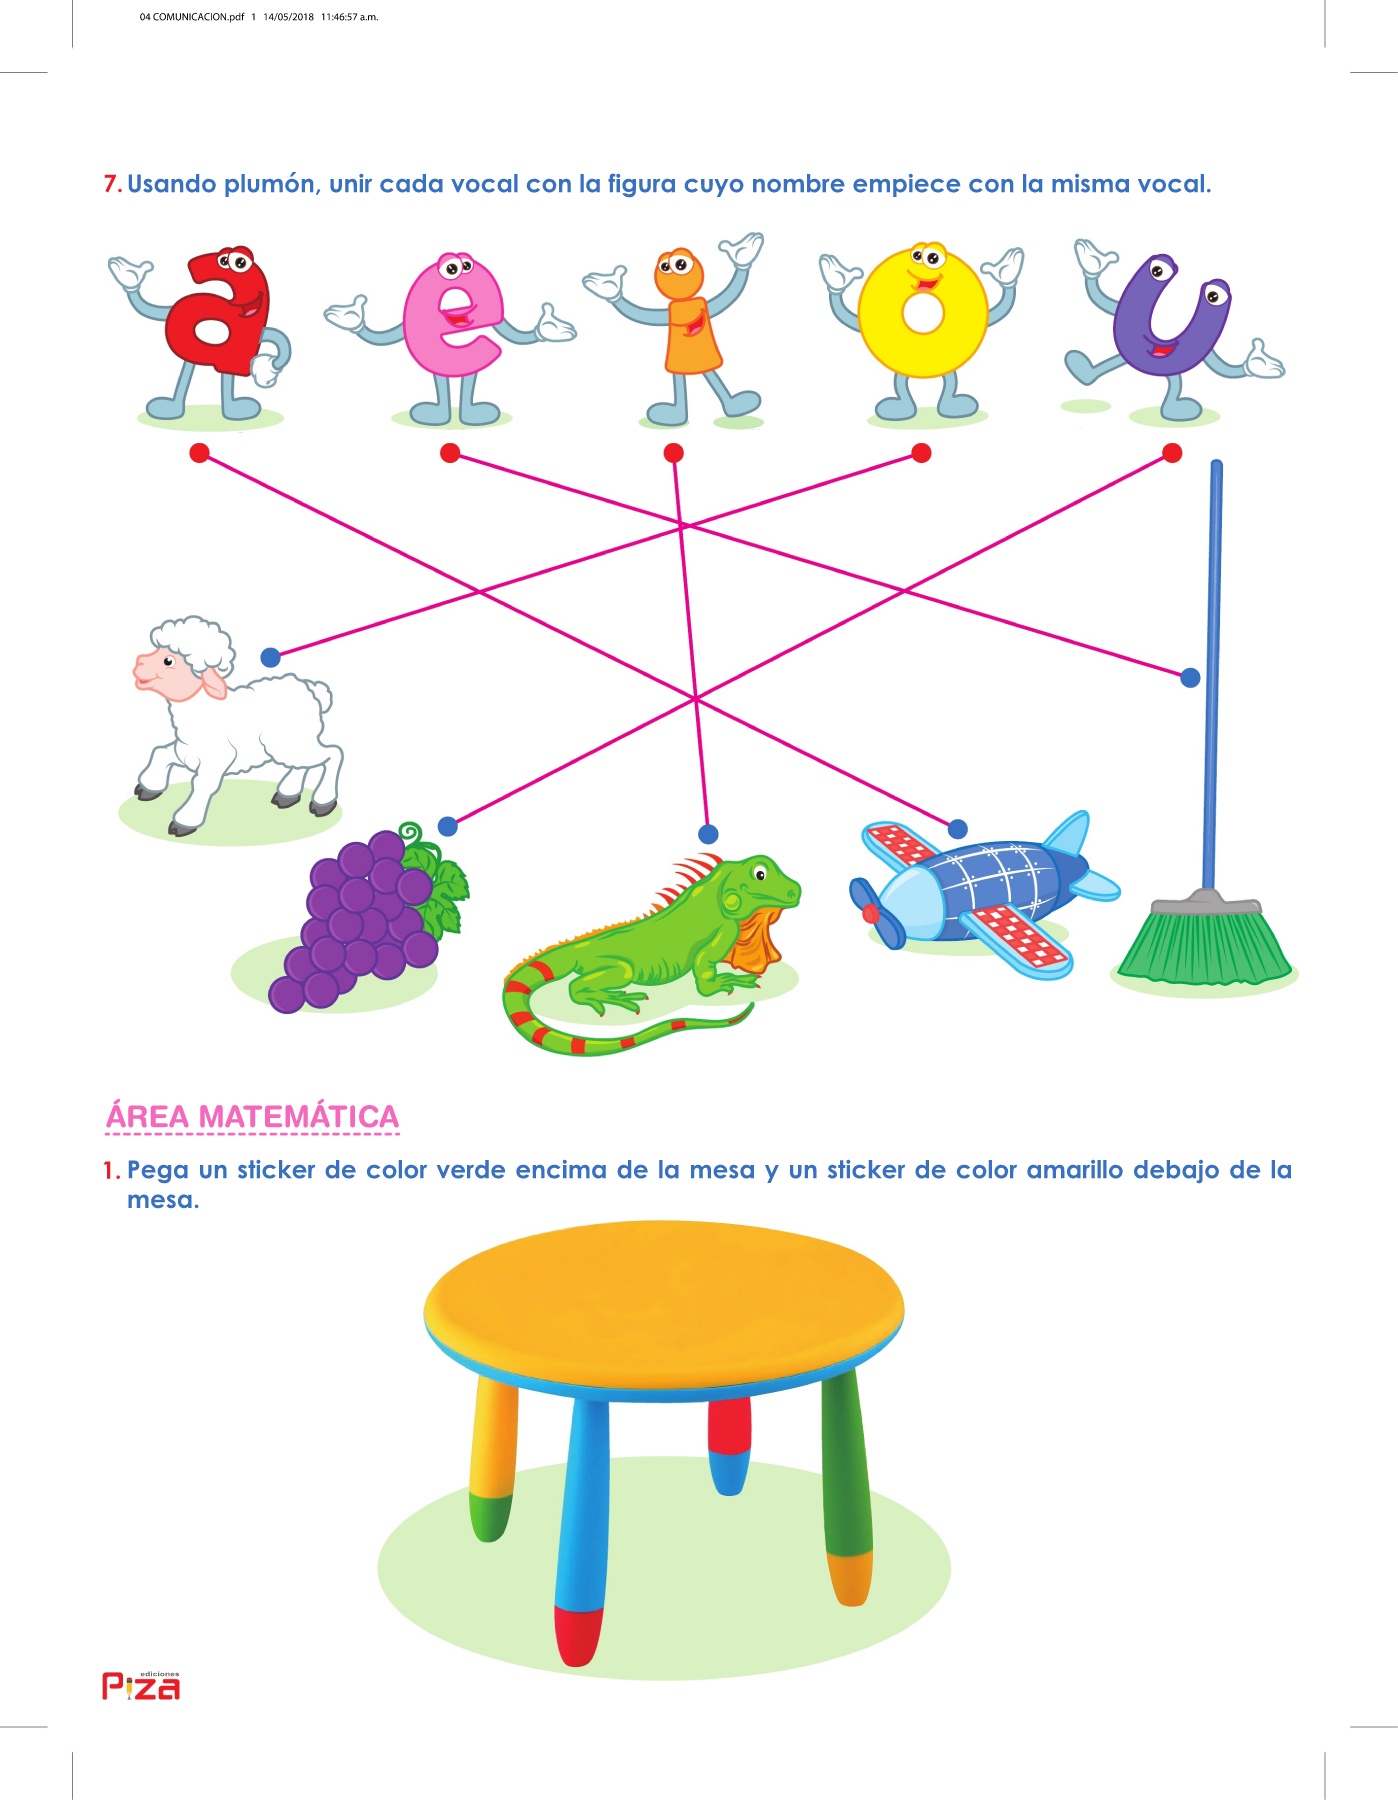 04 COMUNICACION.pdf 1 14/05/2018 11:46:57 a.m.
7. Usando plumón, unir cada vocal con la figura cuyo nombre empiece con la misma vocal.
a e i o u
ÁREA MATEMÁTICA
1. Pega un sticker de color verde encima de la mesa y un sticker de color amarillo debajo de la
mesa.
ediciones
Piza